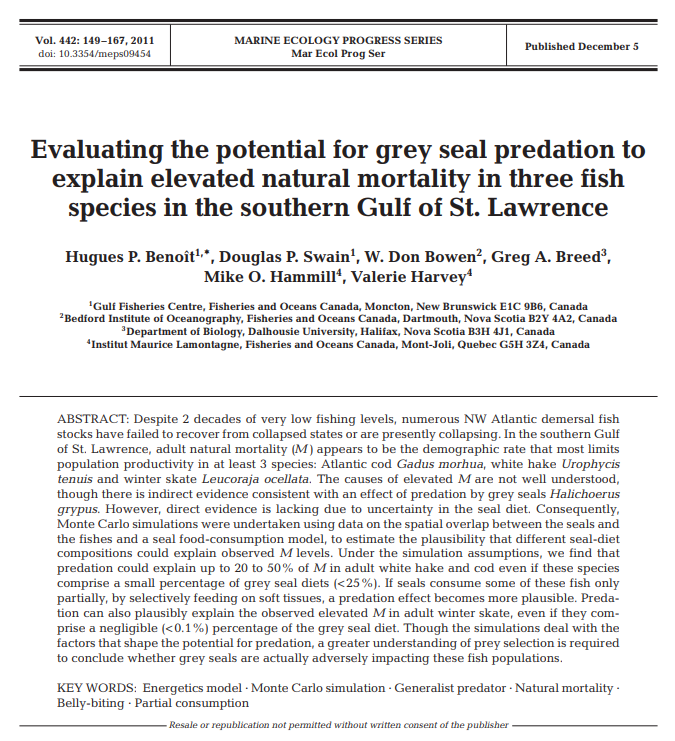 Vol. 442: 149–167, 2011
doi: 10.3354/meps09454
MARINE ECOLOGY PROGRESS SERIES
Mar Ecol Prog Ser
Published December 5
Evaluating the potential for grey seal predation to
explain elevated natural mortality in three fish
species in the southern Gulf of St. Lawrence
Hugues P. Benoît1,*, Douglas P. Swain1, W. Don Bowen2, Greg A. Breed3,
Mike O. Hammill4, Valerie Harvey4
1Gulf Fisheries Centre, Fisheries and Oceans Canada, Moncton, New Brunswick E1C 9B6, Canada
2Bedford Institute of Oceanography, Fisheries and Oceans Canada, Dartmouth, Nova Scotia B2Y 4A2, Canada
3Department of Biology, Dalhousie University, Halifax, Nova Scotia B3H 4J1, Canada
4Institut Maurice Lamontagne, Fisheries and Oceans Canada, Mont-Joli, Quebec G5H 3Z4, Canada
ABSTRACT: Despite 2 decades of very low fishing levels, numerous NW Atlantic demersal fish
stocks have failed to recover from collapsed states or are presently collapsing. In the southern Gulf
of St. Lawrence, adult natural mortality (M) appears to be the demographic rate that most limits
population productivity in at least 3 species: Atlantic cod Gadus morhua, white hake Urophycis
tenuis and winter skate Leucoraja ocellata. The causes of elevated M are not well understood,
though there is indirect evidence consistent with an effect of predation by grey seals Halichoerus
grypus. However, direct evidence is lacking due to uncertainty in the seal diet. Consequently,
Monte Carlo simulations were undertaken using data on the spatial overlap between the seals and
the fishes and a seal food-consumption model, to estimate the plausibility that different seal-diet
compositions could explain observed M levels. Under the simulation assumptions, we find that
predation could explain up to 20 to 50% of M in adult white hake and cod even if these species
comprise a small percentage of grey seal diets (<25%). If seals consume some of these fish only
partially, by selectively feeding on soft tissues, a predation effect becomes more plausible. Preda-
tion can also plausibly explain the observed elevated M in adult winter skate, even if they com-
prise a negligible (<0.1%) percentage of the grey seal diet. Though the simulations deal with the
factors that shape the potential for predation, a greater understanding of prey selection is required
to conclude whether grey seals are actually adversely impacting these fish populations.
KEY WORDS: Energetics model · Monte Carlo simulation · Generalist predator · Natural mortality ·
Belly-biting · Partial consumption
Resale or republication not permitted without written consent of the publisher